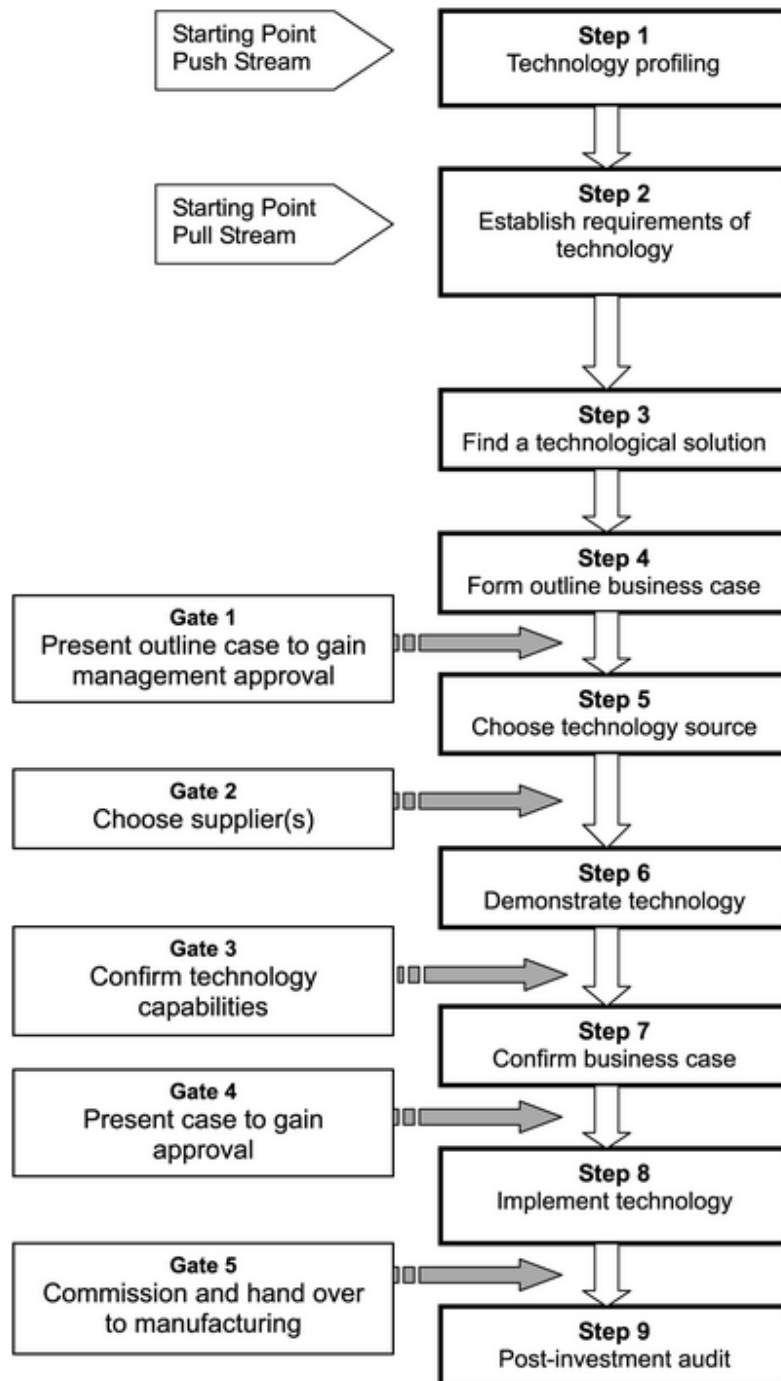 Starting Point
Push Stream
Step 1
Technology profiling
Starting Point
Pull Stream
Step 2
Establish requirements of
technology
Step 3
Find a technological solution
Step 4
Form outline business case
Gate 1
Present outline case to gain
management approval
Step 5
Choose technology source
Gate 2
Choose supplier(s)
Step 6
Demonstrate technology
Gate 3
Confirm technology
capabilities
Step 7
Confirm business case
Gate 4
Present case to gain
approval
Step 8
Implement technology
Gate 5
Commission and hand over
to manufacturing
Step 9
Post-investment audit